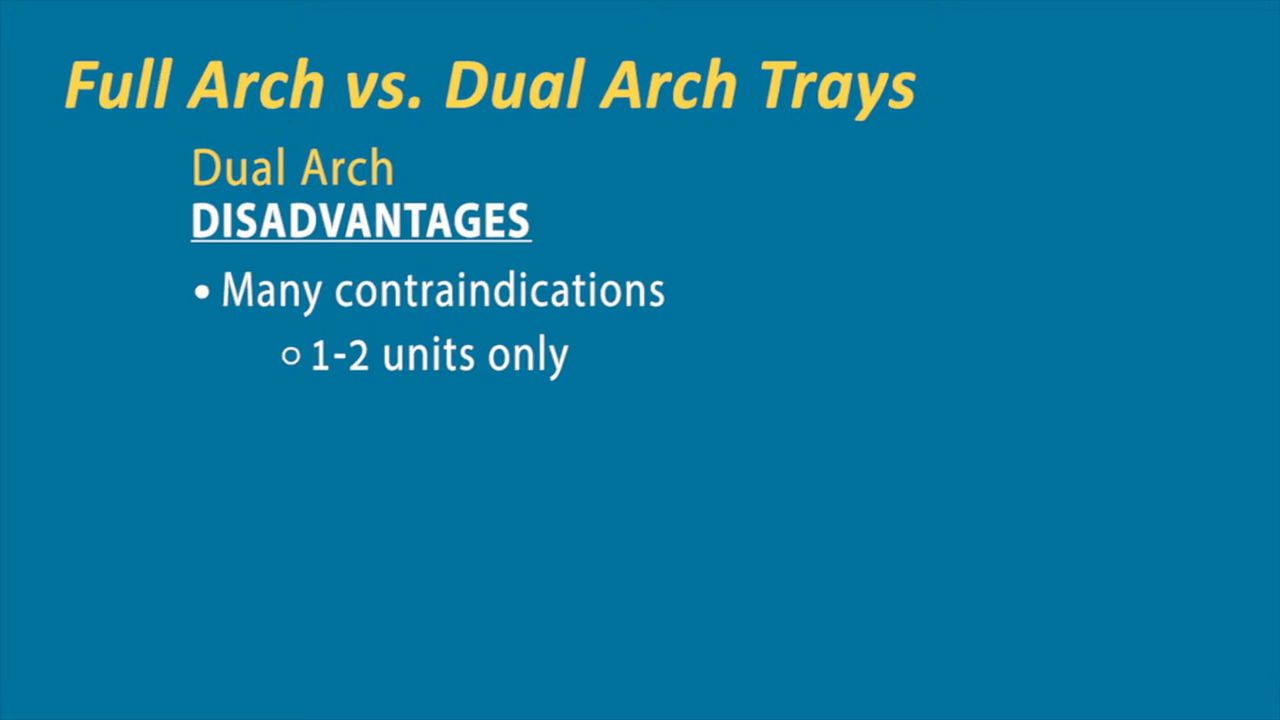 Full Arch vs. Dual Arch Trays
Dual Arch
DISADVANTAGES
• Many contraindications
○ 1-2 units only